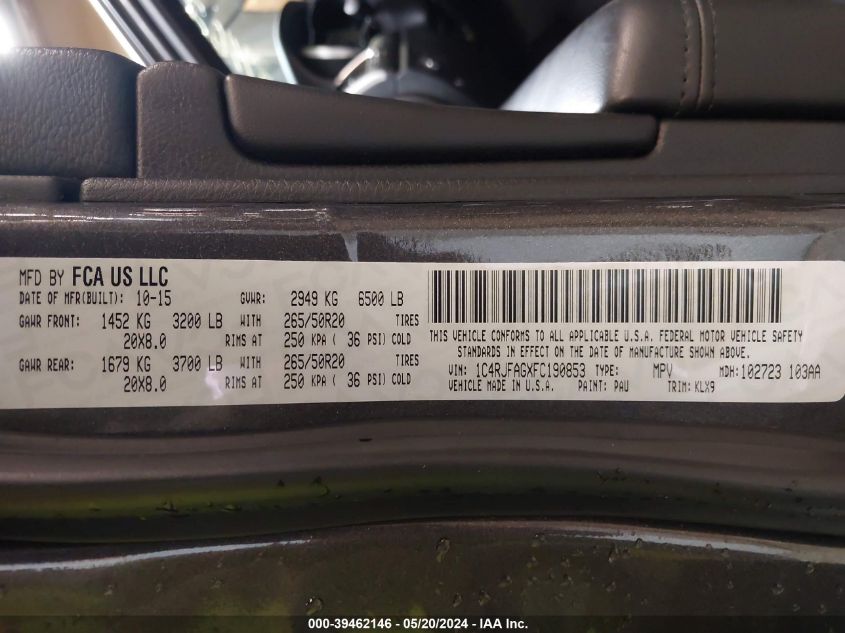 MFD BY FCA US LLC
DATE OF MFR(BUILT): 10-15 GVWR: 2949 KG 6500 LB
GAWR FRONT: 1452 KG 3200 LB WITH 265/50R20 TIRES
20X8.0 RIMS AT 250 KPA ( 36 PSI) COLD
GAWR REAR: 1679 KG 3700 LB WITH 265/50R20 TIRES
20X8.0 RIMS AT 250 KPA ( 36 PSI) COLD
THIS VEHICLE CONFORMS TO ALL APPLICABLE U.S.A. FEDERAL MOTOR VEHICLE SAFETY
STANDARDS IN EFFECT ON THE DATE OF MANUFACTURE SHOWN ABOVE.
VIN: 1C4RJFAGXFC190853 TYPE: MPV MDH: 102723 103AA
VEHICLE MADE IN U.S.A. PAINT: PAU TRIM: KLX9
000-39462146 - 05/20/2024 - IAA Inc.